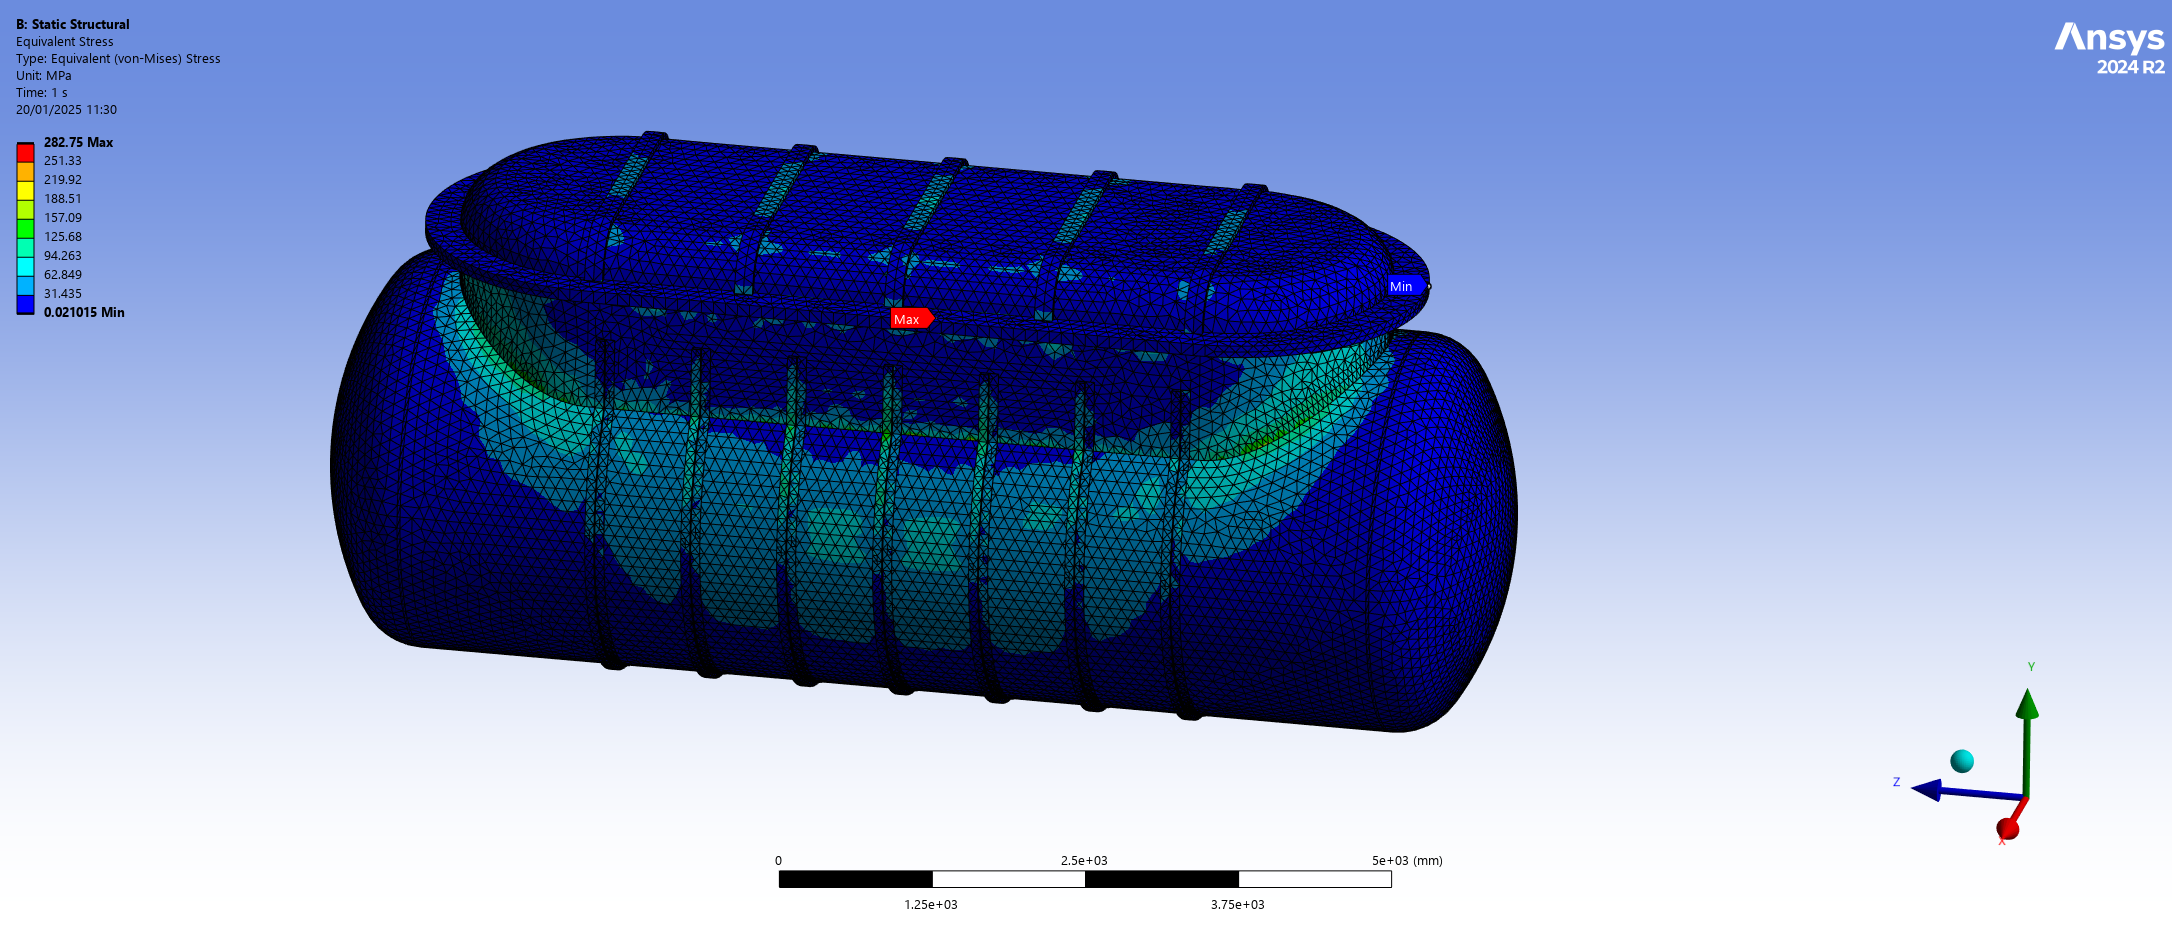 B: Static Structural
Equivalent Stress
Type: Equivalent (von-Mises) Stress
Unit: MPa
Time: 1 s
20/01/2025 11:30
282.75 Max
251.33
219.92
188.51
157.09
125.68
94.263
62.849
31.435
0.021015 Min
Ansys
2024 R2
Min
Max
Y
Z
X
0
2.5e+03
5e+03 (mm)
1.25e+03
3.75e+03